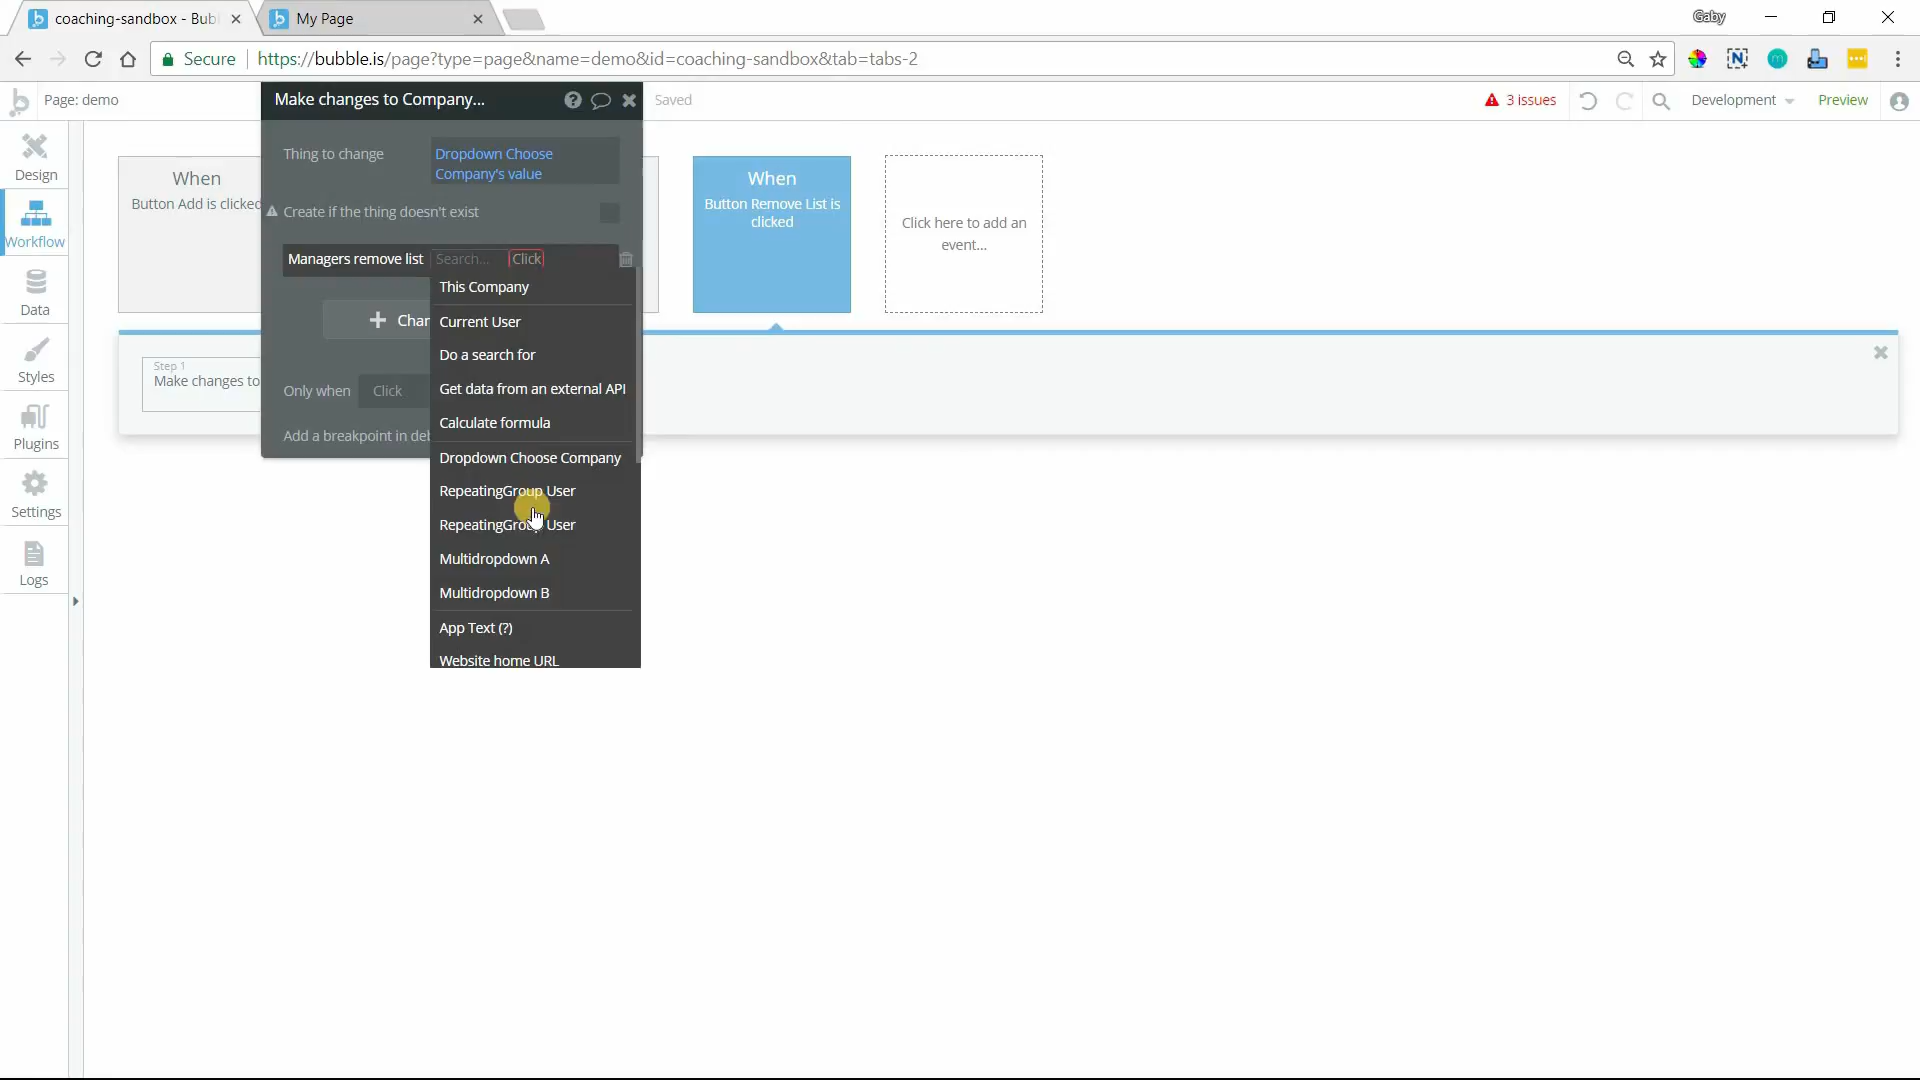 coaching-sandbox - Bub
My Page
Gaby
Secure
https://bubble.is/page?type=page&name=demo&id=coaching-sandbox&tab=tabs-2
Page: demo
Make changes to Company...
Saved
3 issues
Development
Preview
Design
Workflow
Data
Styles
Plugins
Settings
Logs
When
Button Add is clicked
When
Button Remove List is
clicked
Click here to add an
event...
Step 1
Make changes to
Thing to change
Dropdown Choose
Company's value
Create if the thing doesn't exist
Managers remove list
Search...
Click
Chan
Only when
Click
Add a breakpoint in deb
This Company
Current User
Do a search for
Get data from an external API
Calculate formula
Dropdown Choose Company
RepeatingGroup User
RepeatingGroup User
Multidropdown A
Multidropdown B
App Text (?)
Website home URL